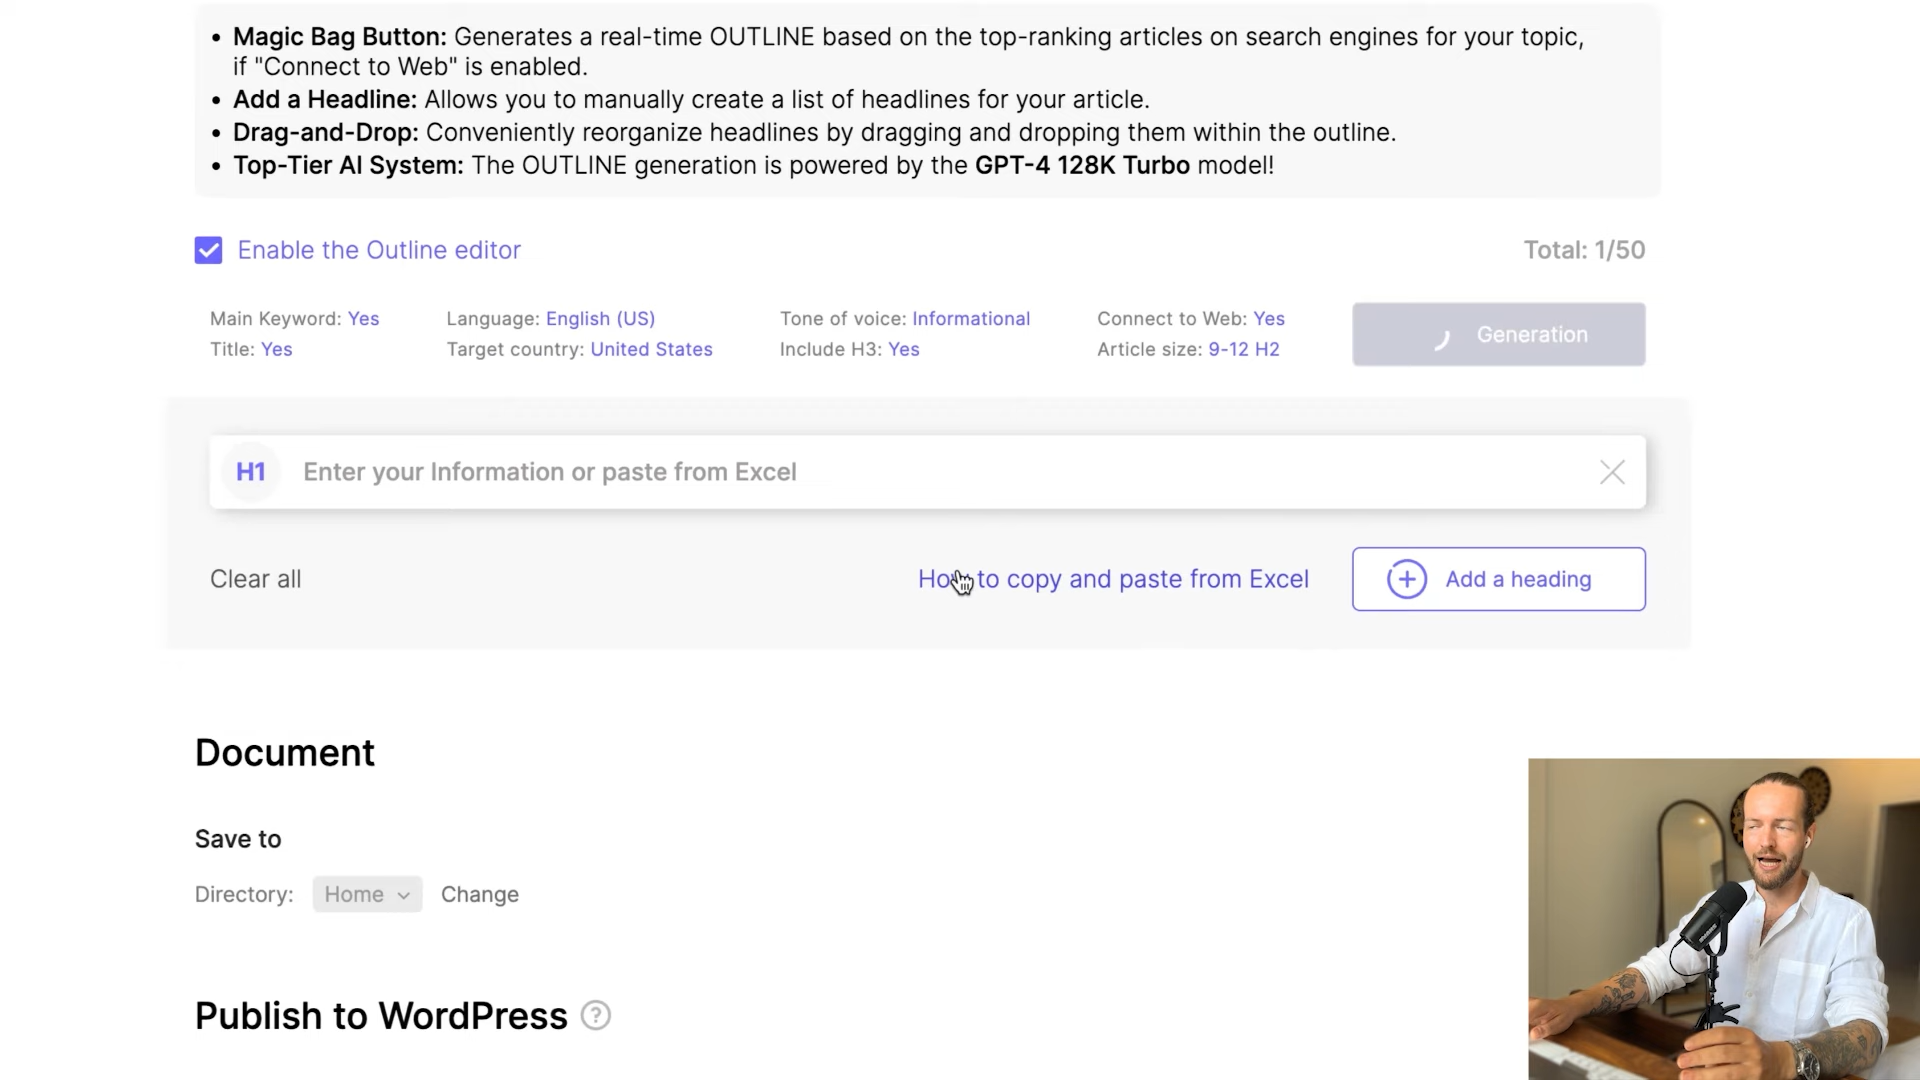 • Magic Bag Button: Generates a real-time OUTLINE based on the top-ranking articles on search engines for your topic,
if "Connect to Web" is enabled.
• Add a Headline: Allows you to manually create a list of headlines for your article.
• Drag-and-Drop: Conveniently reorganize headlines by dragging and dropping them within the outline.
• Top-Tier AI System: The OUTLINE generation is powered by the GPT-4 128K Turbo model!
Enable the Outline editor
Total: 1/50
Main Keyword: Yes
Language: English (US)
Tone of voice: Informational
Connect to Web: Yes
Title: Yes
Target country: United States
Include H3: Yes
Article size: 9-12 H2
Generation
H1 Enter your Information or paste from Excel
Clear all
How to copy and paste from Excel
Add a heading
Document
Save to
Directory: Home Change
Publish to WordPress ?